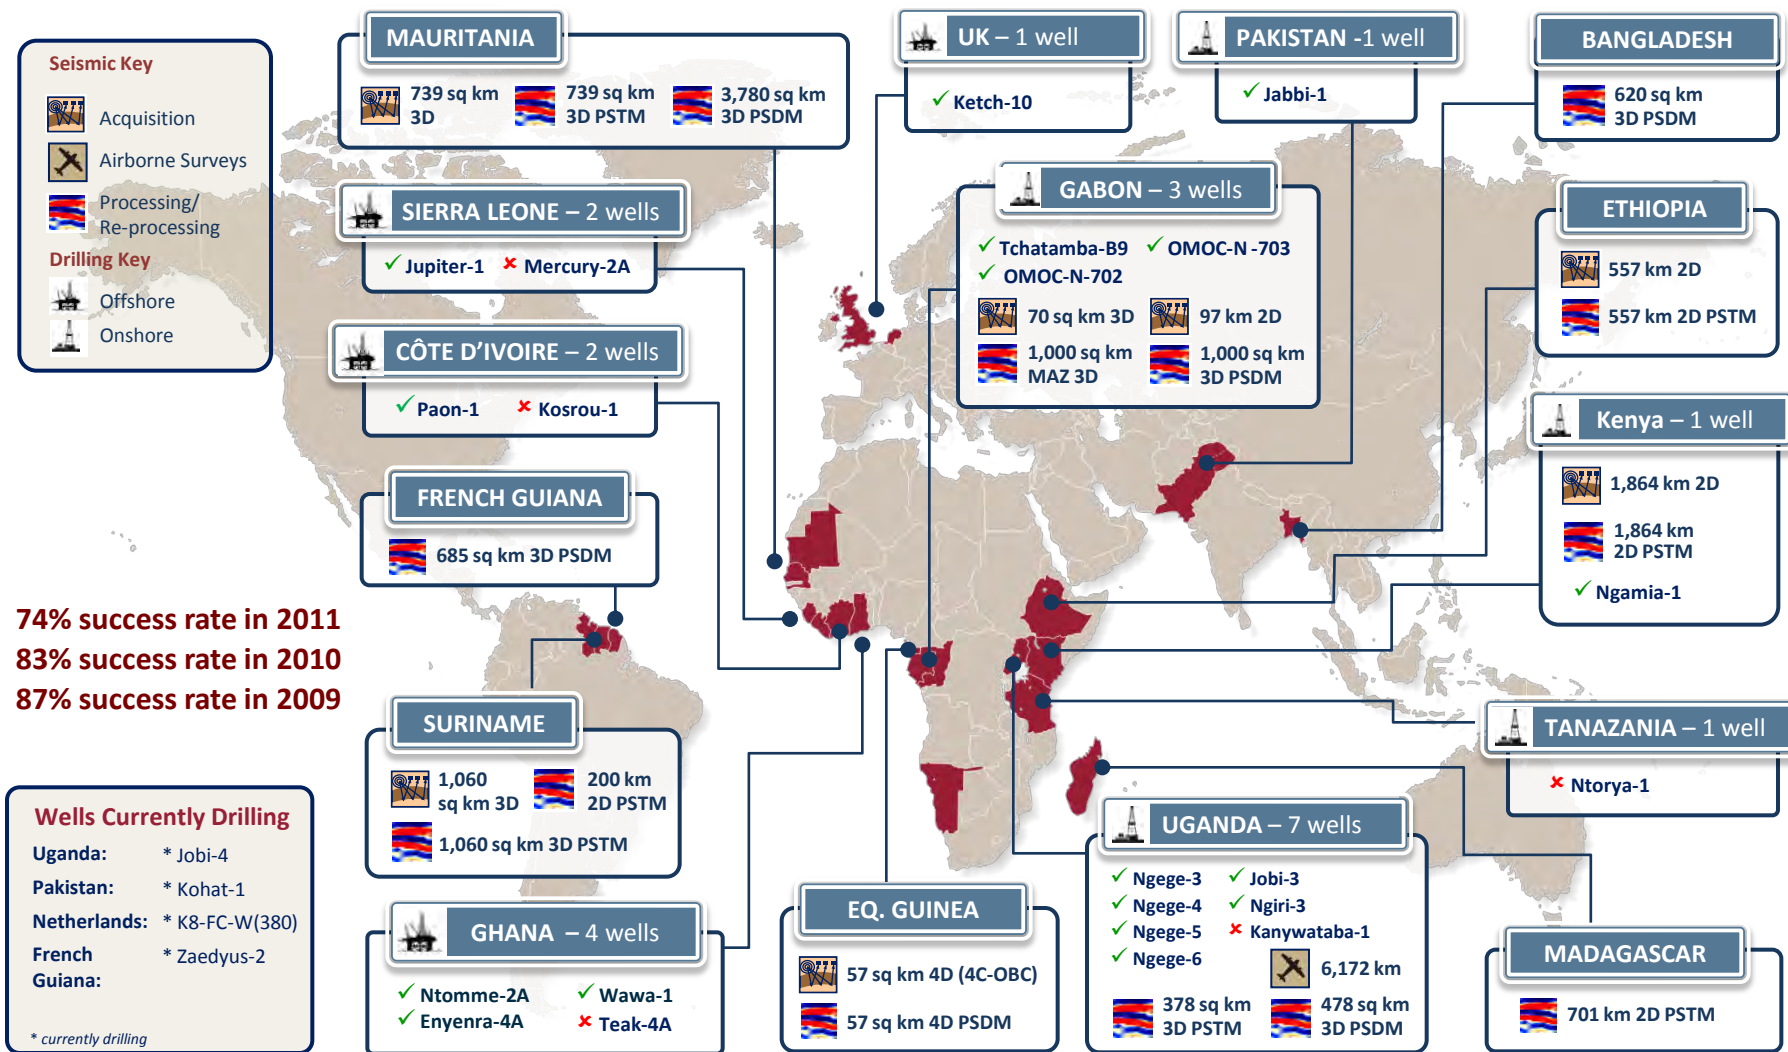 Seismic Key
Acquisition
Airborne Surveys
Processing/
Re-processing
Drilling Key
Offshore
Onshore
MAURITANIA
739 sq km
3D
739 sq km
3D PSTM
3,780 sq km
3D PSDM
SIERRA LEONE – 2 wells
✓ Jupiter-1 ✘ Mercury-2A
CÔTE D'IVOIRE – 2 wells
✓ Paon-1 ✘ Kosrou-1
FRENCH GUIANA
685 sq km 3D PSDM
UK – 1 well
✓ Ketch-10
PAKISTAN -1 well
✓ Jabbi-1
BANGLADESH
620 sq km
3D PSDM
GABON – 3 wells
✓ Tchatamba-B9 ✓ OMOC-N -703
✓ OMOC-N-702
70 sq km 3D
97 km 2D
1,000 sq km
MAZ 3D
1,000 sq km
3D PSDM
ETHIOPIA
557 km 2D
557 km 2D PSTM
Kenya – 1 well
1,864 km 2D
1,864 km
2D PSTM
✓ Ngamia-1
74% success rate in 2011
83% success rate in 2010
87% success rate in 2009
SURINAME
1,060
sq km 3D
200 km
2D PSTM
1,060 sq km 3D PSTM
TANAZANIA – 1 well
✘ Ntorya-1
Wells Currently Drilling
Uganda: * Jobi-4
Pakistan: * Kohat-1
Netherlands: * K8-FC-W(380)
French
Guiana:
* Zaedyus-2
* currently drilling
GHANA – 4 wells
✓ Ntomme-2A ✓ Wawa-1
✓ Enyenra-4A ✘ Teak-4A
EQ. GUINEA
57 sq km 4D (4C-OBC)
57 sq km 4D PSDM
UGANDA – 7 wells
✓ Ngege-3 ✓ Jobi-3
✓ Ngege-4 ✓ Ngiri-3
✓ Ngege-5 ✘ Kanywataba-1
✓ Ngege-6
6,172 km
378 sq km
3D PSTM
478 sq km
3D PSDM
MADAGASCAR
701 km 2D PSTM